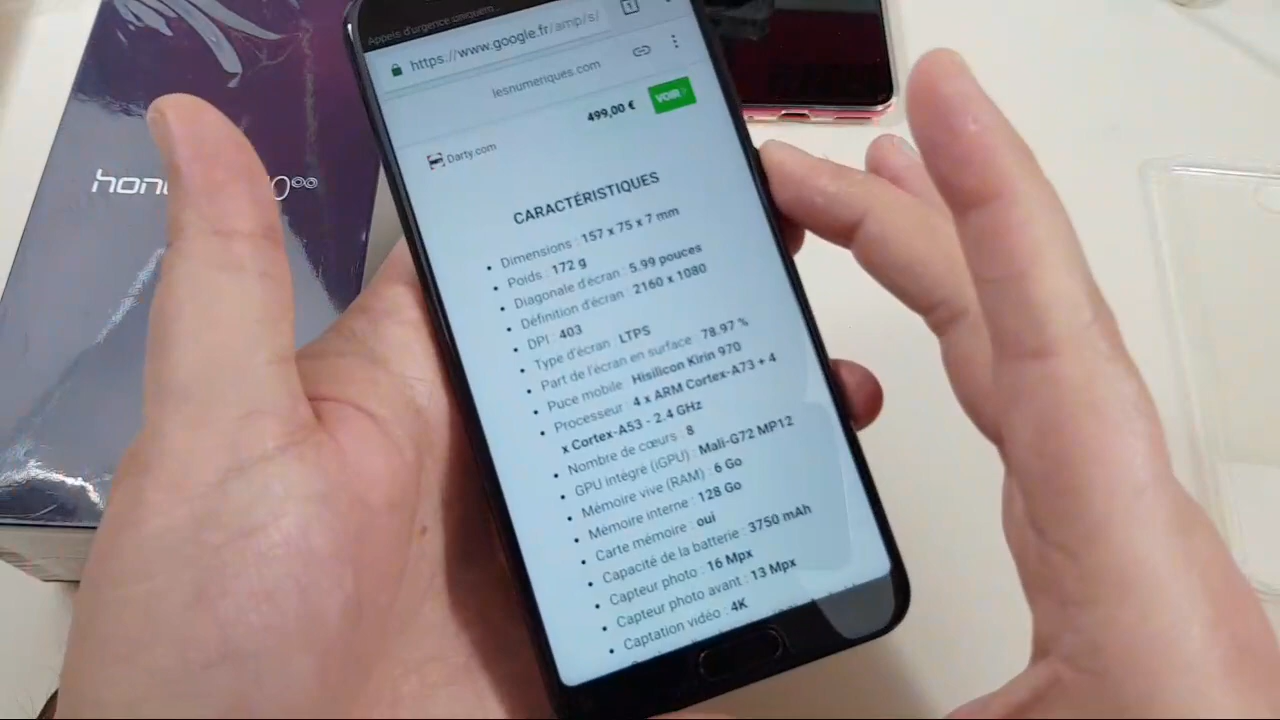 Appels d'urgence uniquem...
https://www.google.fr/amp/s/
1
lesnumeriques.com
499,00 €
VOIR
Darty.com
CARACTÉRISTIQUES
• Dimensions : 157 x 75 x 7 mm
• Poids : 172 g
• Diagonale d'écran : 5.99 pouces
• Définition d'écran : 2160 x 1080
• DPI : 403
• Type d'écran : LTPS
• Part de l'écran en surface : 78.97 %
• Puce mobile : Hisilicon Kirin 970
• Processeur : 4 x ARM Cortex-A73 + 4
x Cortex-A53 - 2.4 GHz
• Nombre de cœurs : 8
• GPU intégré (iGPU) : Mali-G72 MP12
• Mémoire vive (RAM) : 6 Go
• Mémoire interne : 128 Go
• Carte mémoire : oui
• Capacité de la batterie : 3750 mAh
• Capteur photo : 16 Mpx
• Capteur photo avant : 13 Mpx
• Captation vidéo : 4K